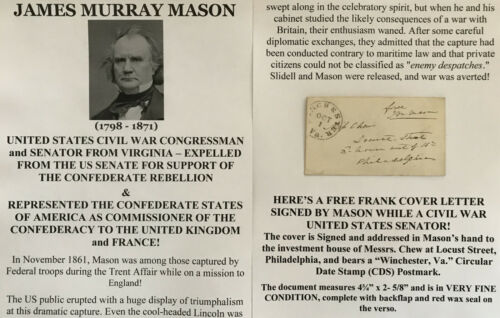 JAMES MURRAY MASON
(1798 - 1871)
UNITED STATES CIVIL WAR CONGRESSMAN
and SENATOR FROM VIRGINIA – EXPELLED
FROM THE US SENATE FOR SUPPORT OF
THE CONFEDERATE REBELLION
&
REPRESENTED THE CONFEDERATE STATES
OF AMERICA AS COMMISSIONER OF THE
CONFEDERACY TO THE UNITED KINGDOM
and FRANCE!
In November 1861, Mason was among those captured by
Federal troops during the Trent Affair while on a mission to
England!
The US public erupted with a huge display of triumphalism
at this dramatic capture. Even the cool-headed Lincoln was
swept along in the celebratory spirit, but when he and his
cabinet studied the likely consequences of a war with
Britain, their enthusiasm waned. After some careful
diplomatic exchanges, they admitted that the capture had
been conducted contrary to maritime law and that private
citizens could not be classified as "enemy despatches."
Slidell and Mason were released, and war was averted!
free
Mason
OCT
Va.
Chew
Locust Street
Philadelphia
HERE'S A FREE FRANK COVER LETTER
SIGNED BY MASON WHILE A CIVIL WAR
UNITED STATES SENATOR!
The cover is Signed and addressed in Mason's hand to
the investment house of Messrs. Chew at Locust Street,
Philadelphia, and bears a "Winchester, Va." Circular
Date Stamp (CDS) Postmark.
The document measures 4¾" x 2- 5/8" and is in VERY FINE
CONDITION, complete with backflap and red wax seal on
the verso.